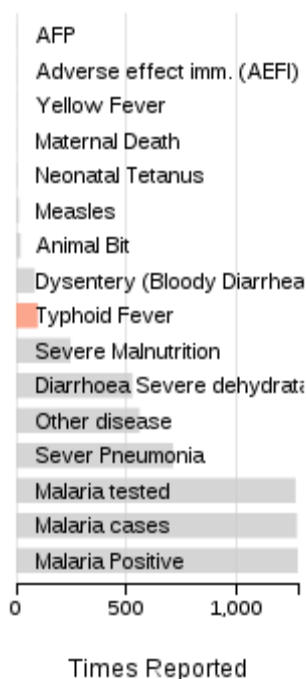 AFP
Adverse effect imm. (AEFI)
Yellow Fever
Maternal Death
Neonatal Tetanus
Measles
Animal Bit
Dysentery (Bloody Diarrhea
Typhoid Fever
Severe Malnutrition
Diarrhoea Severe dehydrat
Other disease
Sever Pneumonia
Malaria tested
Malaria cases
Malaria Positive
0 500 1,000
Times Reported